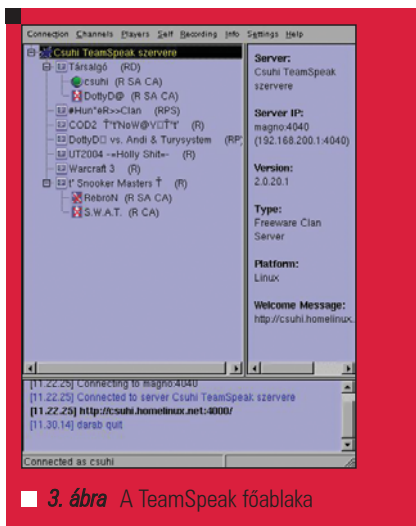 Connection Channels Players Self Recording Info Settings Help
Csuhi TeamSpeak szervere
Társalgó (RD)
csuhi (R SA CA)
DottyD@ (R SA CA)
#Hun*eR>>Clan (RPS)
COD2 (R)
vs. Andi & Turysystem (RP)
UT2004 -=Holly Shit=- (R)
Warcraft 3 (R)
t' Snooker Masters Ť (R)
RebroN (R SA CA)
S.W.A.T. (R CA)
Server:
Csuhi TeamSpeak
szervere
Server IP:
magno:4040
(192.168.200.1:4040)
Version:
2.0.20.1
Type:
Freeware Clan
Server
Platform:
Linux
Welcome Message:
http://csuhi.homelinux.
[11.22.25] Connecting to magno:4040
[11.22.25] Connected to server Csuhi TeamSpeak szervere
[11.22.25] http://csuhi.homelinux.net:4000/
[11.30.14] darab quit
Connected as csuhi
3. ábra A TeamSpeak főablaka